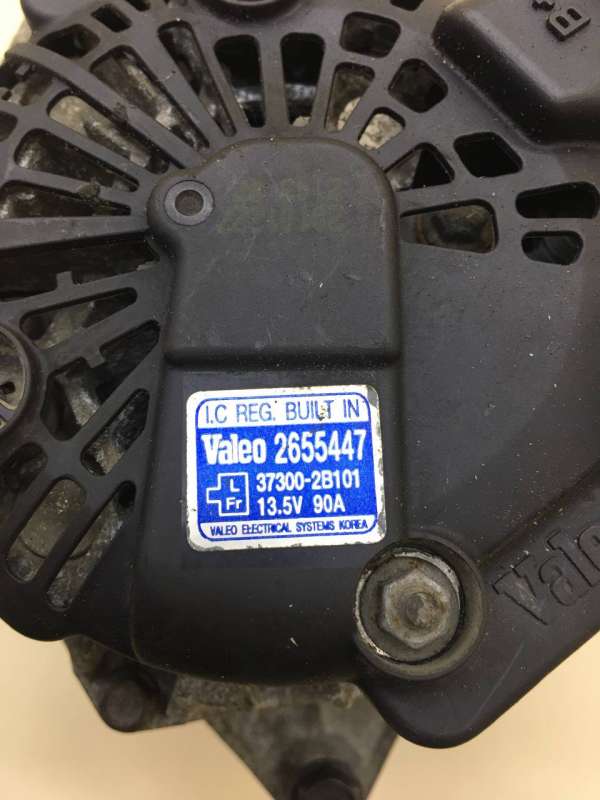 B+
I.C REG. BUILT IN
Valeo 2655447
L
37300-2B101
Fr
13.5V 90A
VALEO ELECTRICAL SYSTEMS KOREA
Valeo